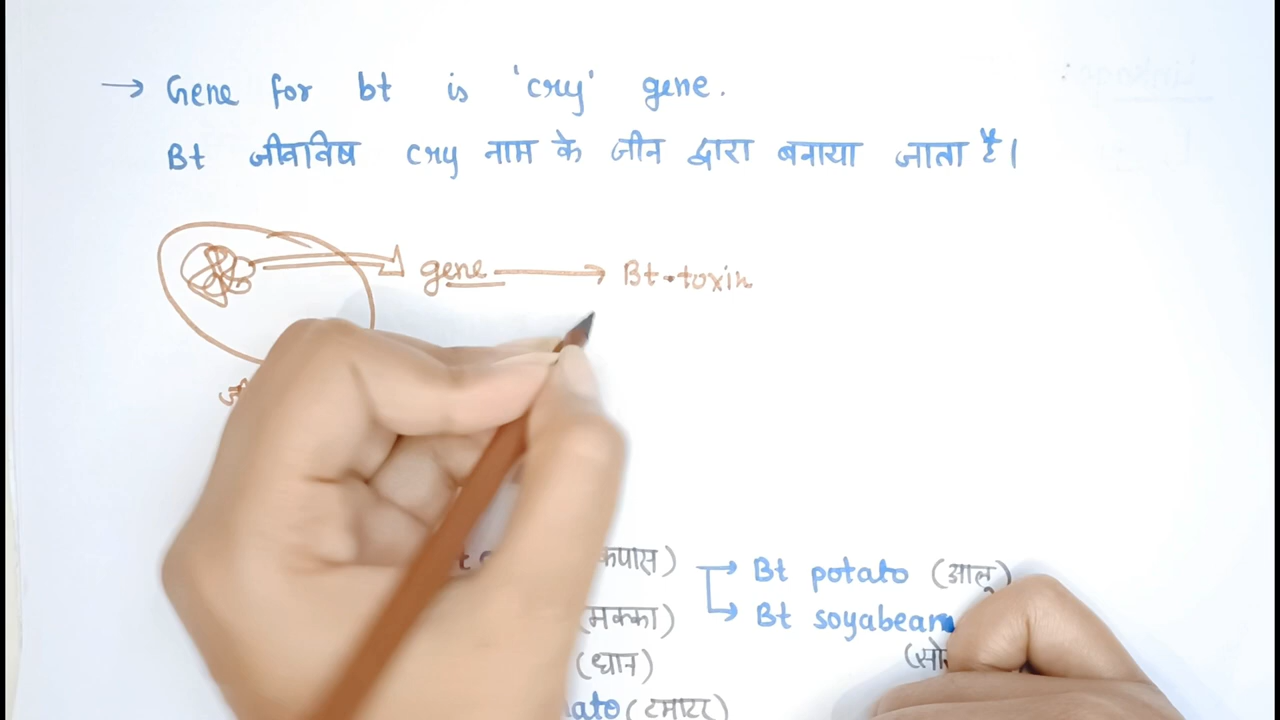 → Gene for bt is 'cry' gene.
Bt जीवविष cry नाम के जीन द्वारा बनाया जाता है।
gene → Bt-toxin
कपास) → Bt potato (आलू)
(मक्का) → Bt soyabean
(धान)
(टमाटर)